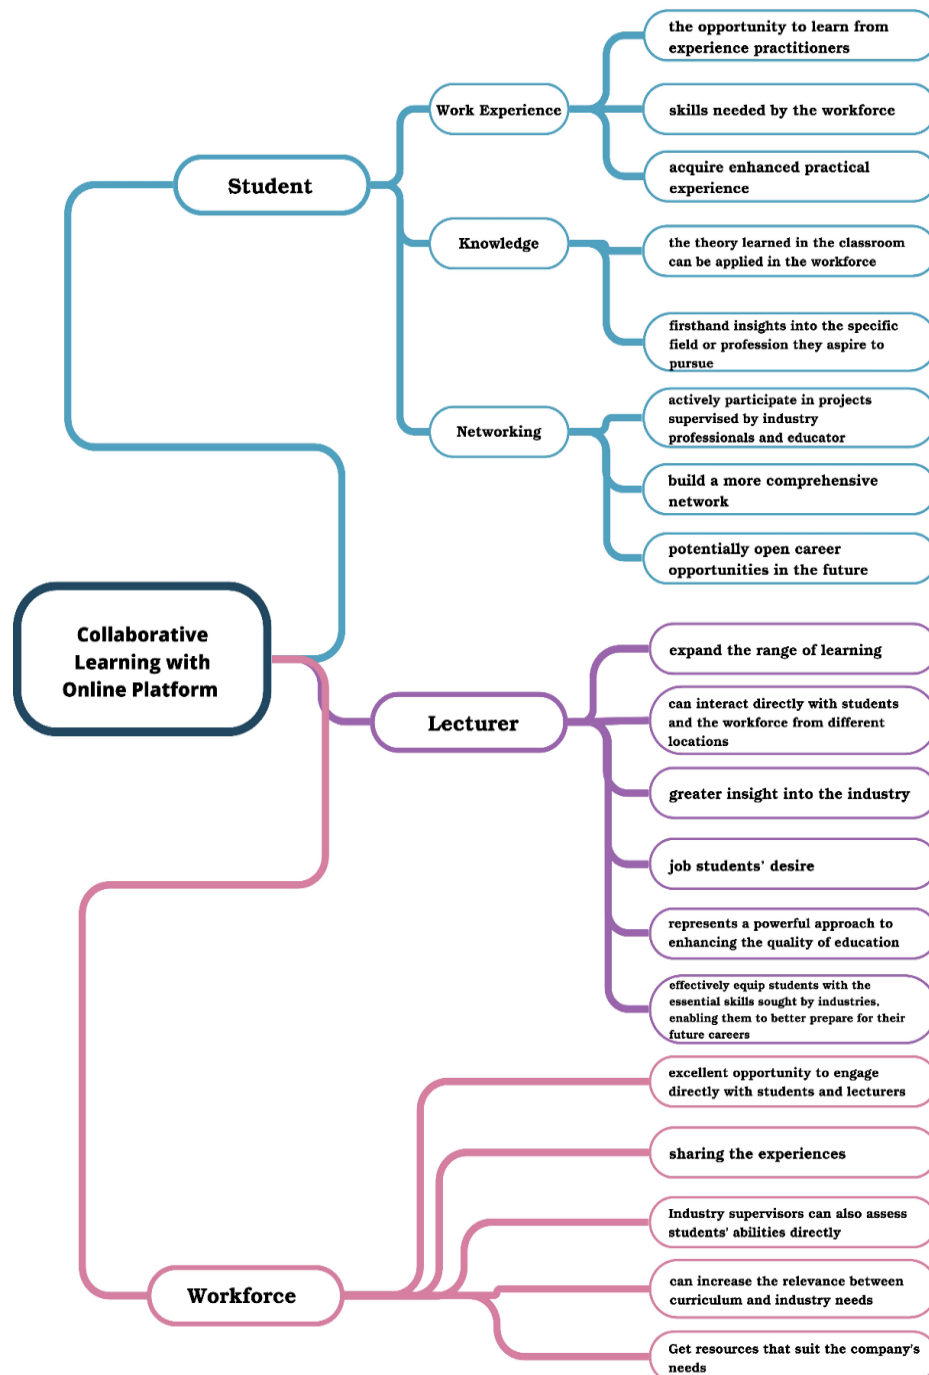 the opportunity to learn from
experience practitioners
Work Experience
skills needed by the workforce
acquire enhanced practical
experience
Student
Knowledge
the theory learned in the classroom
can be applied in the workforce
firsthand insights into the specific
field or profession they aspire to
pursue
Networking
actively participate in projects
supervised by industry
professionals and educator
build a more comprehensive
network
potentially open career
opportunities in the future
Collaborative
Learning with
Online Platform
Lecturer
expand the range of learning
can interact directly with students
and the workforce from different
locations
greater insight into the industry
job students' desire
represents a powerful approach to
enhancing the quality of education
effectively equip students with the
essential skills sought by industries,
enabling them to better prepare for their
future careers
Workforce
excellent opportunity to engage
directly with students and lecturers
sharing the experiences
Industry supervisors can also assess
students' abilities directly
can increase the relevance between
curriculum and industry needs
Get resources that suit the company's
needs